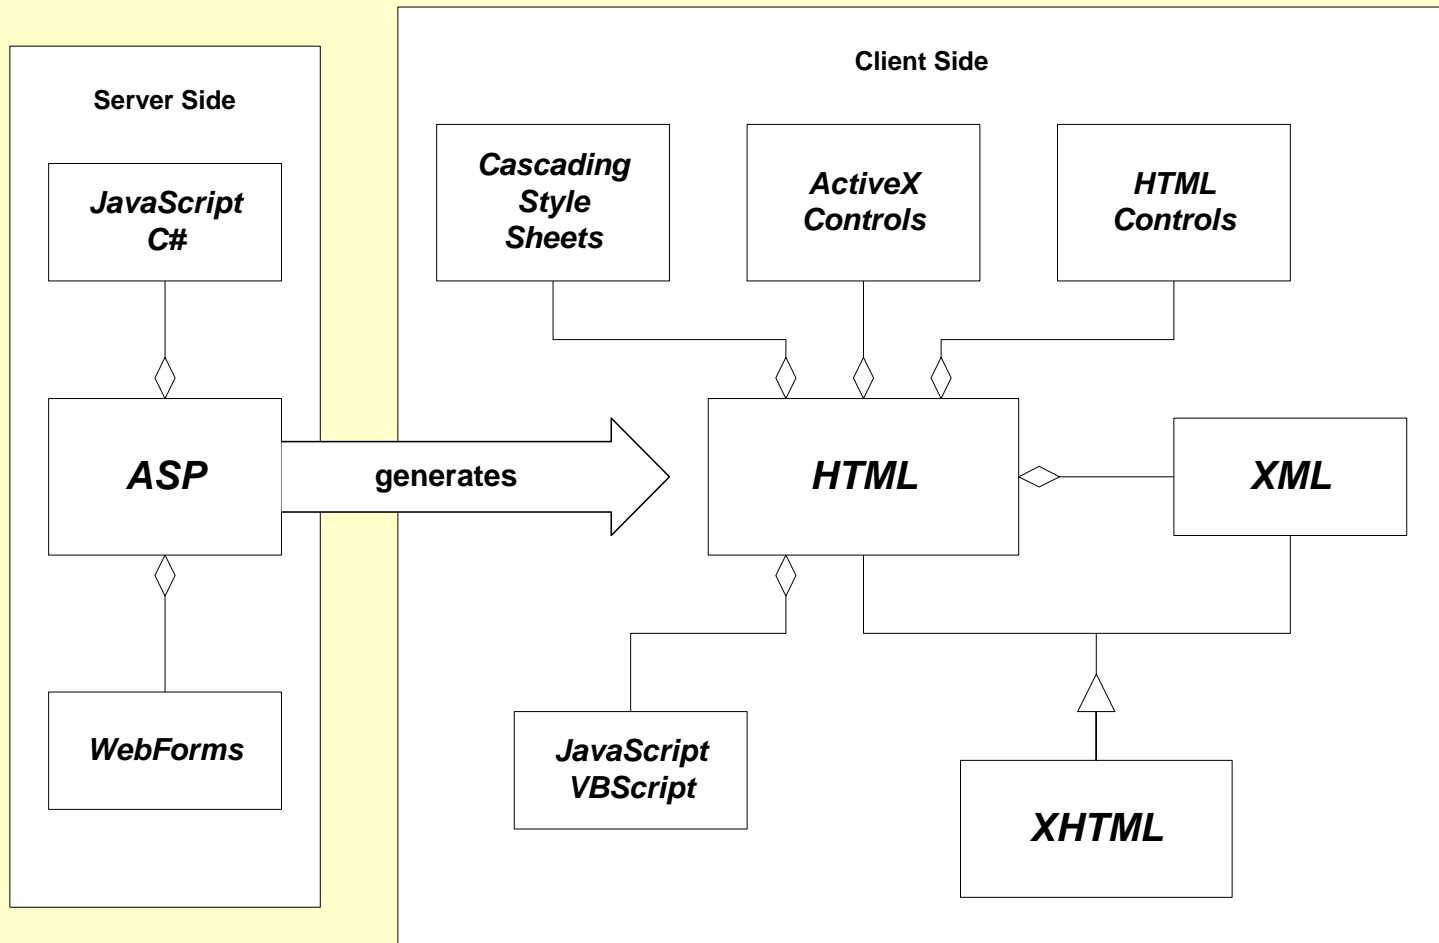 Server Side
JavaScript
C#
ASP
WebForms
generates
Client Side
Cascading
Style
Sheets
ActiveX
Controls
HTML
Controls
HTML
XML
JavaScript
VBScript
XHTML